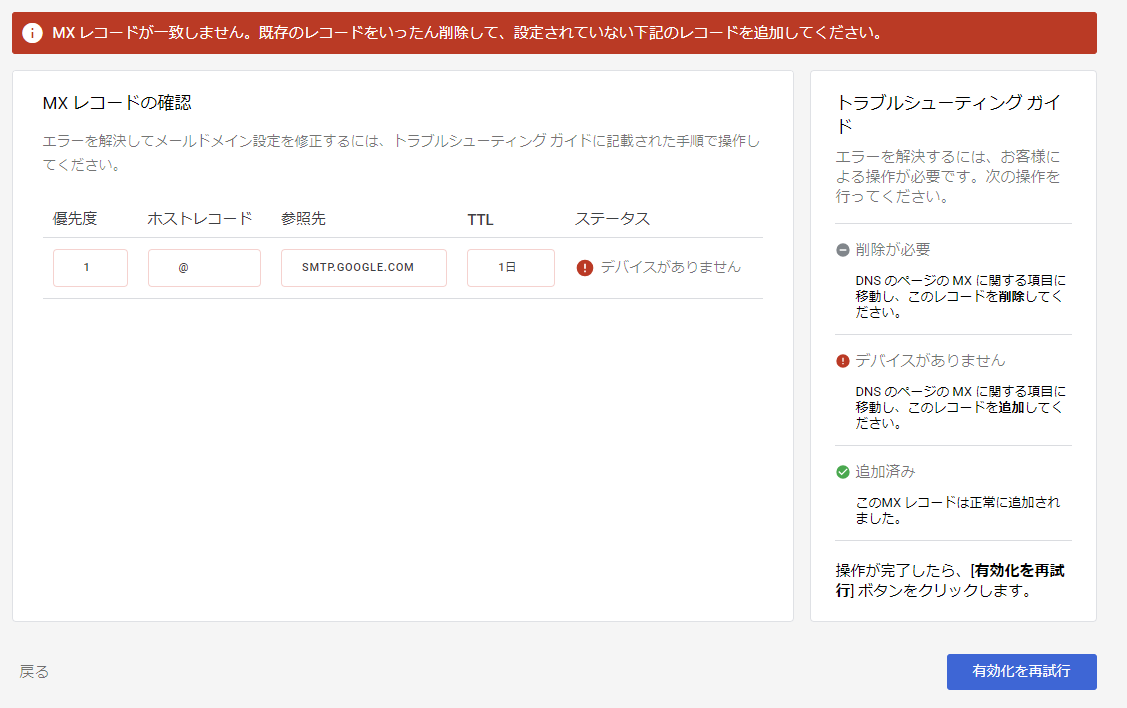 MX レコードが一致しません。既存のレコードをいったん削除して、設定されていない下記のレコードを追加してください。
MX レコードの確認
エラーを解決してメールドメイン設定を修正するには、トラブルシューティング ガイドに記載された手順で操作し
てください。
優先度 ホストレコード 参照先 TTL ステータス
1 @ SMTP.GOOGLE.COM 1日 デバイスがありません
トラブルシューティング ガイ
ド
エラーを解決するには、お客様に
よる操作が必要です。次の操作を
行ってください。
削除が必要
DNS のページの MX に関する項目に
移動し、このレコードを削除してく
ださい。
デバイスがありません
DNS のページの MX に関する項目に
移動し、このレコードを追加してく
ださい。
追加済み
このMX レコードは正常に追加され
ました。
操作が完了したら、[有効化を再試
行] ボタンをクリックします。
戻る
有効化を再試行